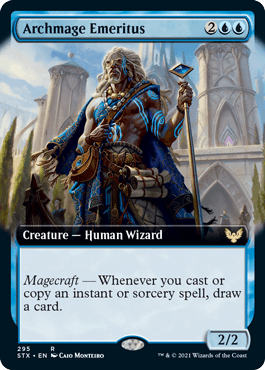 Archmage Emeritus 2
Creature — Human Wizard
Magecraft — Whenever you cast or
copy an instant or sorcery spell, draw
a card.
2/2
295 R
STX • EN CAIO MONTEIRO ™ & © 2021 Wizards of the Coast